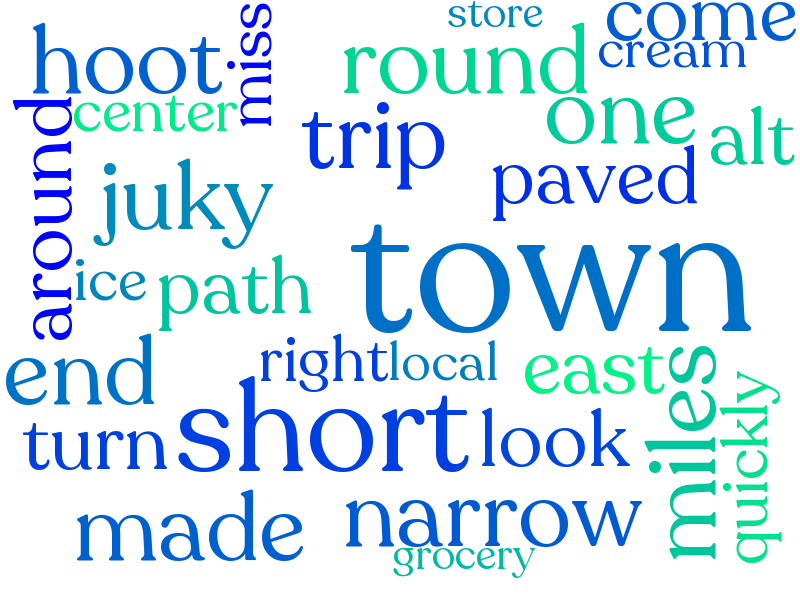 store
come
hoot
miss
round
cream
center
one
trip
alt
around
paved
juky
town
ice
path
right
local
end
east
short
miles
quickly
turn
look
made
narrow
grocery